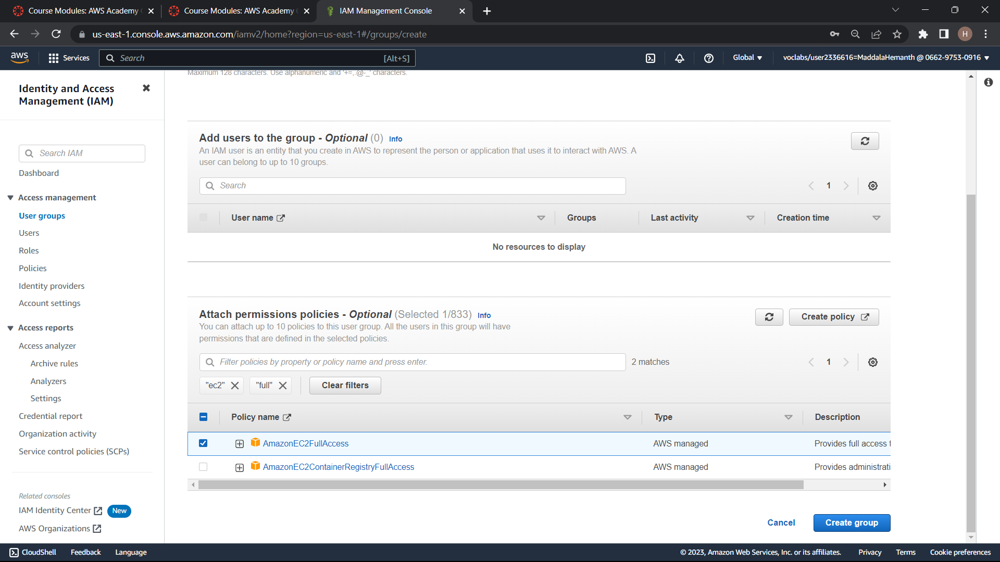 Course Modules: AWS Academy
Course Modules: AWS Academy
IAM Management Console
us-east-1.console.aws.amazon.com/iamv2/home?region=us-east-1#/groups/create
H
aws
Services
Search
[Alt+S]
Global
voclabs/user2336616=MaddalaHemanth @ 0662-9753-0916
Identity and Access
Management (IAM)
Search IAM
Dashboard
Access management
User groups
Users
Roles
Policies
Identity providers
Account settings
Access reports
Access analyzer
Archive rules
Analyzers
Settings
Credential report
Organization activity
Service control policies (SCPs)
Related consoles
IAM Identity Center
New
AWS Organizations
Maximum 128 characters. Use alphanumeric and '+=,.@-_' characters.
Add users to the group - Optional (0) Info
An IAM user is an entity that you create in AWS to represent the person or application that uses it to interact with AWS. A
user can belong to up to 10 groups.
Search
1
User name
Groups
Last activity
Creation time
No resources to display
Attach permissions policies - Optional (Selected 1/833) Info
You can attach up to 10 policies to this user group. All the users in this group will have
permissions that are defined in the selected policies.
Create policy
Filter policies by property or policy name and press enter.
2 matches
1
"ec2"
"full"
Clear filters
Policy name
Type
Description
AmazonEC2FullAccess
AWS managed
Provides full access t
AmazonEC2ContainerRegistryFullAccess
AWS managed
Provides administrati
Cancel
Create group
CloudShell
Feedback
Language
© 2023, Amazon Web Services, Inc. or its affiliates.
Privacy
Terms
Cookie preferences